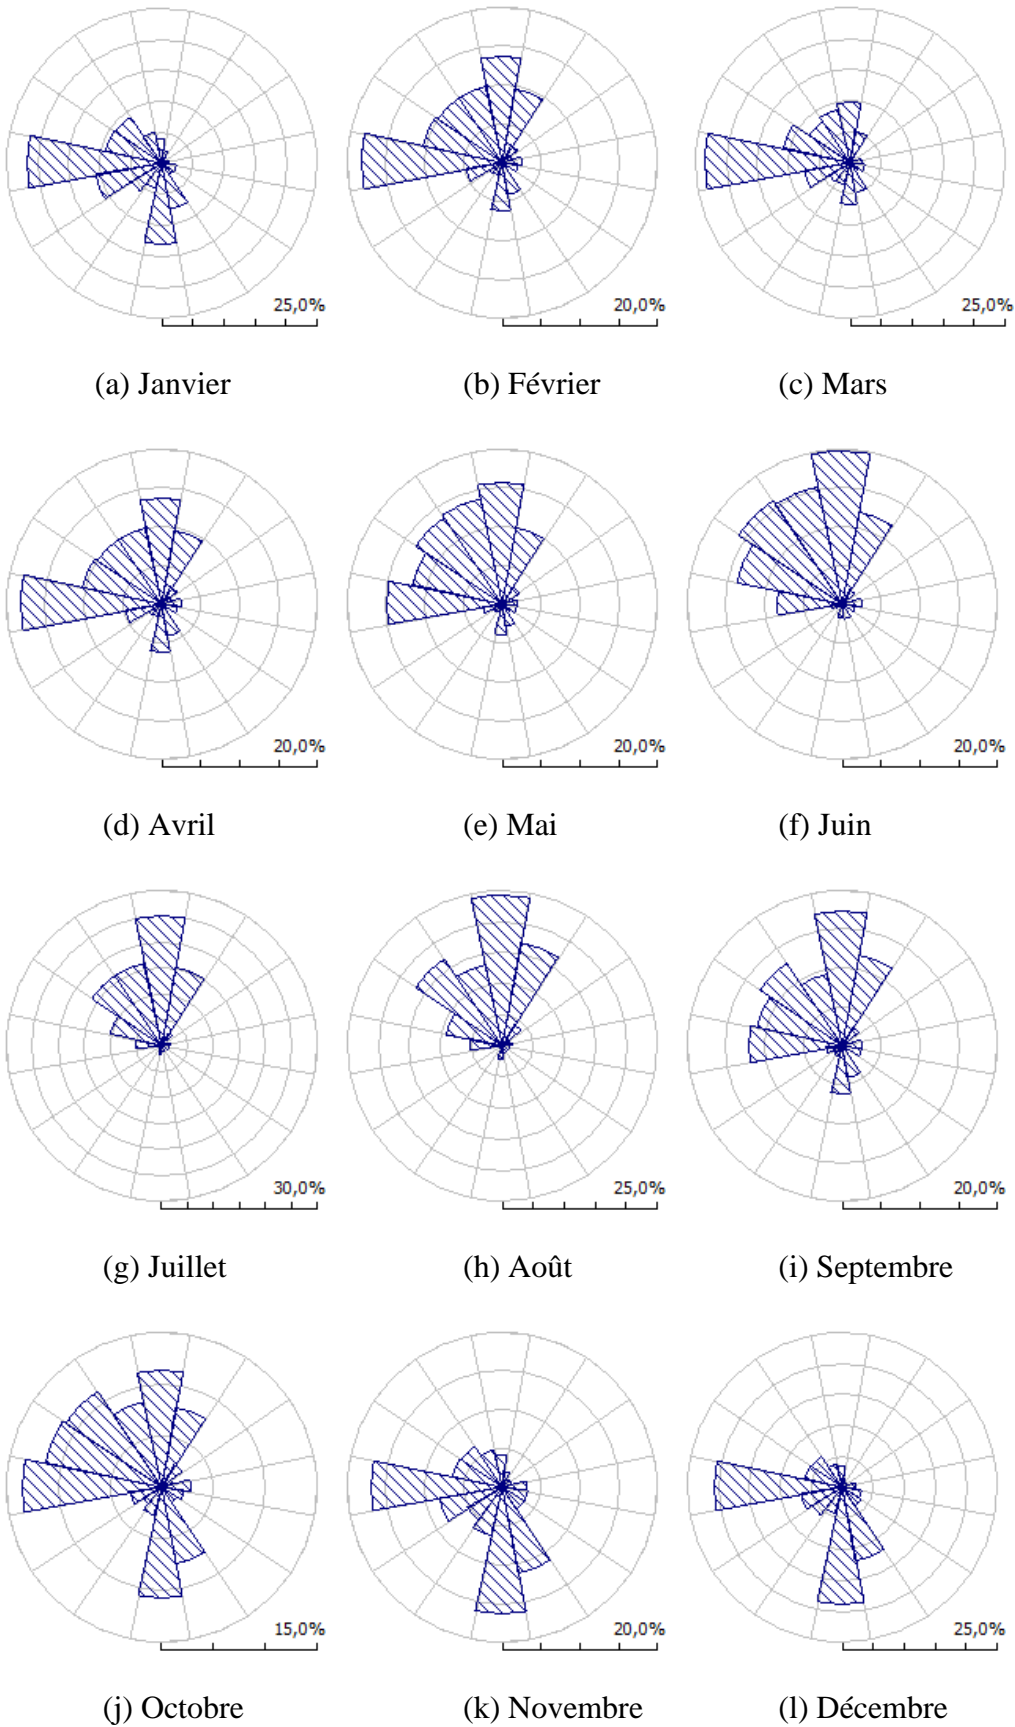 25,0% 20,0% 25,0%
(a) Janvier (b) Février (c) Mars
20,0% 20,0% 20,0%
(d) Avril (e) Mai (f) Juin
30,0% 25,0% 20,0%
(g) Juillet (h) Août (i) Septembre
15,0% 20,0% 25,0%
(j) Octobre (k) Novembre (l) Décembre